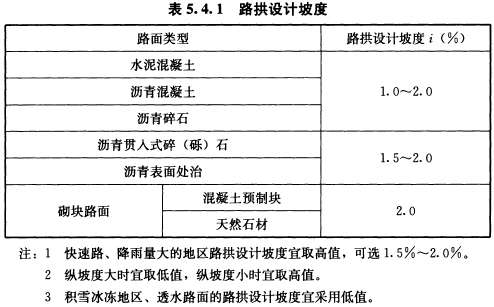 表 5.4.1 路拱设计坡度
路面类型 路拱设计坡度 i（%）
水泥混凝土
沥青混凝土 1.0～2.0
沥青碎石
沥青贯入式碎（砾）石 1.5～2.0
沥青表面处治
砌块路面 混凝土预制块 2.0
天然石材
注：1 快速路、降雨量大的地区路拱设计坡度宜取高值，可选 1.5%～2.0%。
2 纵坡度大时宜取低值，纵坡度小时宜取高值。
3 积雪冰冻地区、透水路面的路拱设计坡度宜采用低值。